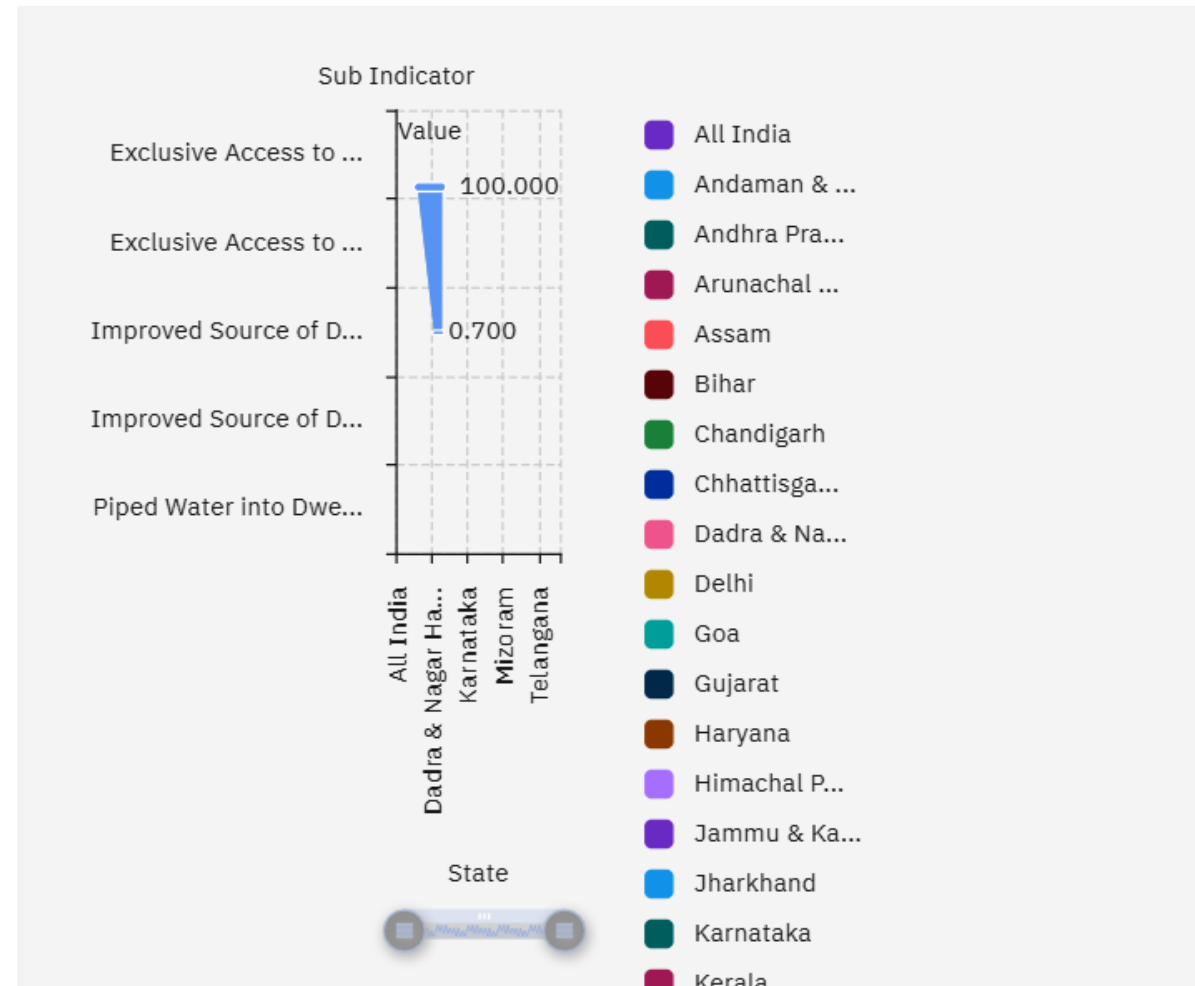 Sub Indicator
Value
Exclusive Access to ...
100.000
Exclusive Access to ...
Improved Source of D...
0.700
Improved Source of D...
Piped Water into Dwe...
All India
Dadra & Nagar Ha...
Karnataka
Mizoram
Telangana
State
All India
Andaman & ...
Andhra Pra...
Arunachal ...
Assam
Bihar
Chandigarh
Chhattisga...
Dadra & Na...
Delhi
Goa
Gujarat
Haryana
Himachal P...
Jammu & Ka...
Jharkhand
Karnataka
Kerala